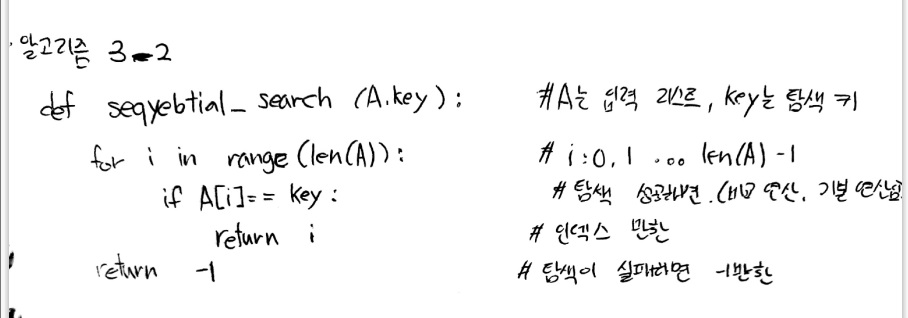 알고리즘 3-2
def seqyebtial_search (A.key): #A는 입력 리스트, key는 탐색 키
for i in range(len(A)): # i:0,1 ... len(A)-1
if A[i]== key: # 탐색 성공하면. (비교 연산, 기본 연산임
return i # 인덱스 반환
return -1 # 탐색이 실패하면 -1반환